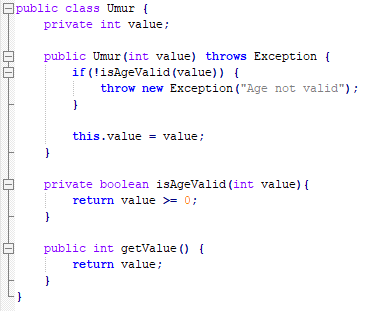 public class Umur {
    private int value;

    public Umur(int value) throws Exception {
        if(!isAgeValid(value)) {
            throw new Exception("Age not valid");
        }

        this.value = value;
    }

    private boolean isAgeValid(int value){
        return value >= 0;
    }

    public int getValue() {
        return value;
    }
}